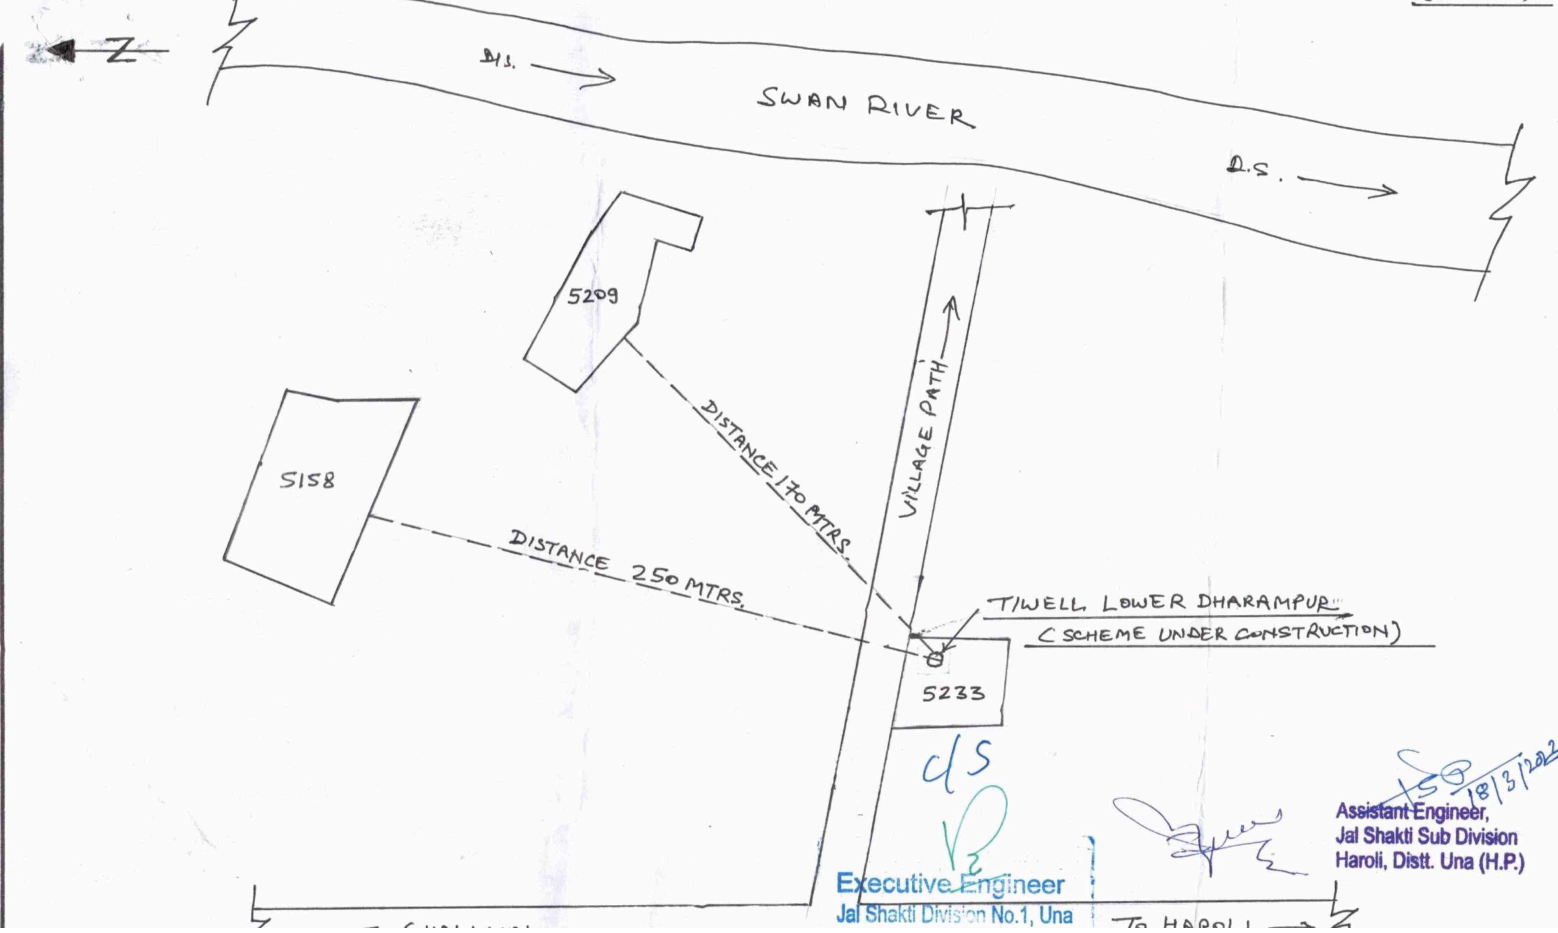 N
D/S.
SWAN RIVER
D.S.
5209
5158
DISTANCE 170 MTRS.
VILLAGE PATH
DISTANCE 250 MTRS.
T/WELL LOWER DHARAMPUR
(SCHEME UNDER CONSTRUCTION)
5233
C/S
18/3/2022
Assistant Engineer,
Jal Shakti Sub Division
Haroli, Distt. Una (H.P.)
Executive Engineer
Jal Shakti Division No.1, Una
TO HAROLI